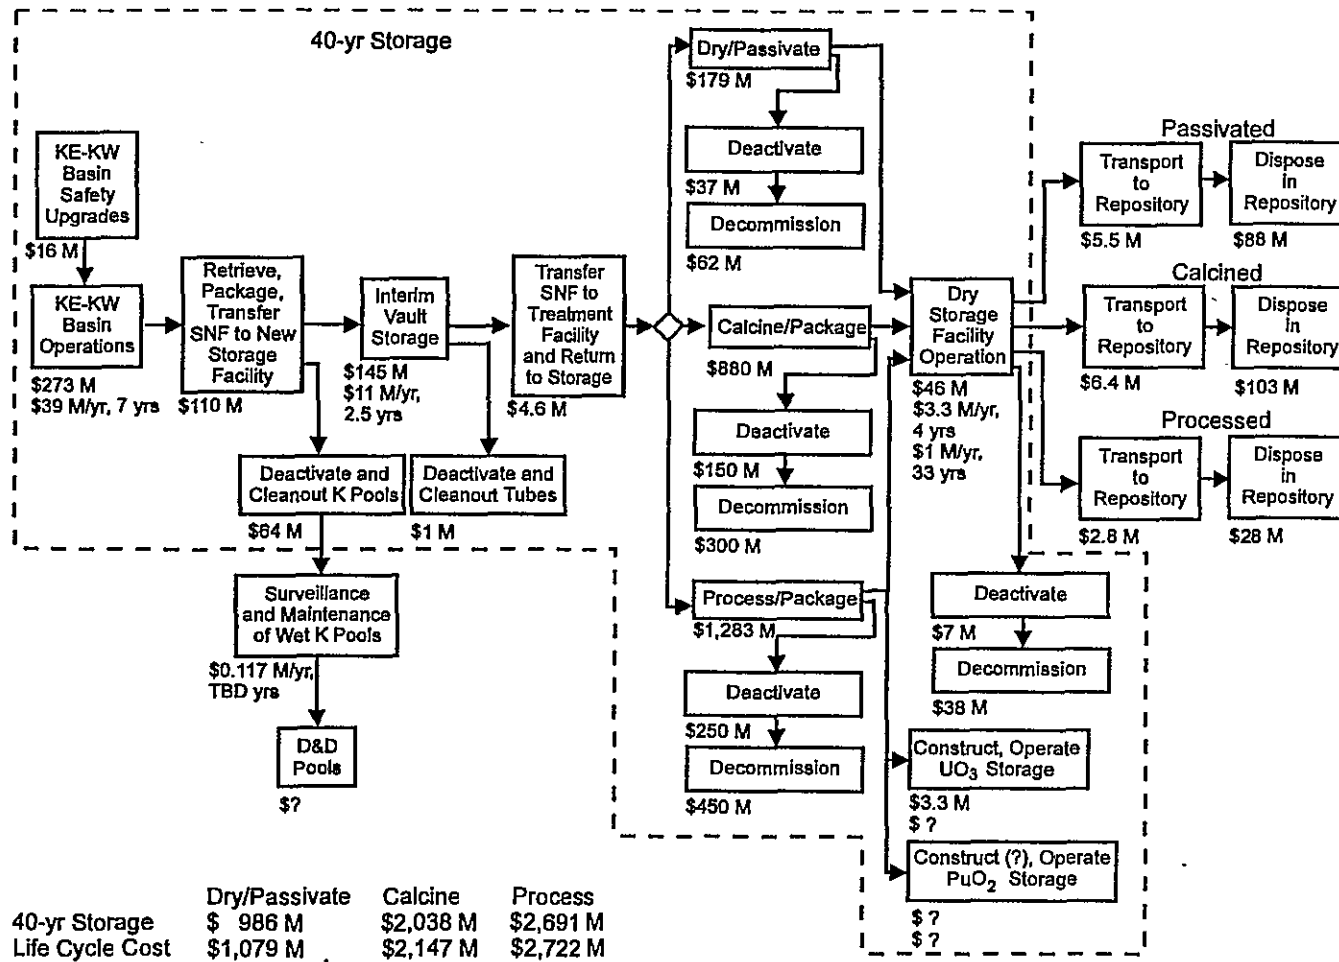 40-yr Storage
KE-KW
Basin
Safety
Upgrades
$16 M
KE-KW
Basin
Operations
$273 M
$39 M/yr, 7 yrs
Retrieve,
Package,
Transfer
SNF to New
Storage
Facility
$110 M
Interim
Vault
Storage
$145 M
$11 M/yr,
2.5 yrs
Transfer
SNF to
Treatment
Facility
and Return
to Storage
$4.6 M
Deactivate and
Cleanout K Pools
$64 M
Deactivate and
Cleanout Tubes
$1 M
Surveillance
and Maintenance
of Wet K Pools
$0.117 M/yr,
TBD yrs
D&D
Pools
$?
Dry/Passivate
$179 M
Deactivate
$37 M
Decommission
$62 M
Calcine/Package
$880 M
Deactivate
$150 M
Decommission
$300 M
Process/Package
$1,283 M
Deactivate
$250 M
Decommission
$450 M
Dry
Storage
Facility
Operation
$46 M
$3.3 M/yr,
4 yrs
$1 M/yr,
33 yrs
Deactivate
$7 M
Decommission
$38 M
Construct, Operate
UO₃ Storage
$3.3 M
$ ?
Construct (?), Operate
PuO₂ Storage
$ ?
$ ?
Passivated
Transport
to
Repository
$5.5 M
Dispose
in
Repository
$88 M
Calcined
Transport
to
Repository
$6.4 M
Dispose
in
Repository
$103 M
Processed
Transport
to
Repository
$2.8 M
Dispose
in
Repository
$28 M
Dry/Passivate Calcine Process
40-yr Storage $ 986 M $2,038 M $2,691 M
Life Cycle Cost $1,079 M $2,147 M $2,722 M